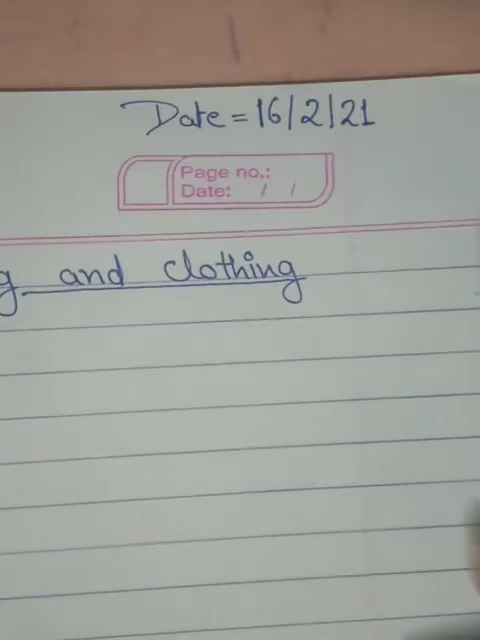 Date = 16/2/21
Page no.:
Date: / /
g and clothing